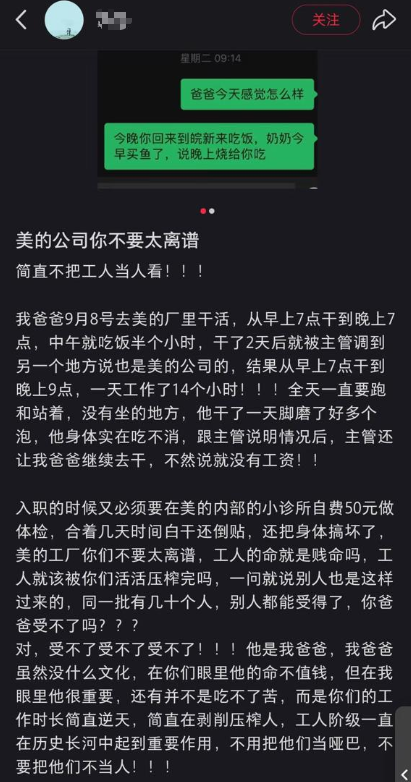 关注
星期二 09:14
爸爸今天感觉怎么样
今晚你回来到皖新来吃饭，奶奶今
早买鱼了，说晚上烧给你吃
美的公司你不要太离谱
简直不把工人当人看！！！
我爸爸9月8号去美的厂里干活，从早上7点干到晚上7
点，中午就吃饭半个小时，干了2天后就被主管调到
另一个地方说也是美的公司的，结果从早上7点干到
晚上9点，一天工作了14个小时！！！全天一直要跑
和站着，没有坐的地方，他干了一天脚磨了好多个
泡，他身体实在吃不消，跟主管说明情况后，主管还
让我爸爸继续去干，不然说就没有工资！！
入职的时候又必须要在美的内部的小诊所自费50元做
体检，合着几天时间白干还倒贴，还把身体搞坏了，
美的工厂你们不要太离谱，工人的命就是贱命吗，工
人就该被你们活活压榨完吗，一问就说别人也是这样
过来的，同一批有几十个人，别人都能受得了，你爸
爸受不了吗？？？
对，受不了受不了受不了！！！他是我爸爸，我爸爸
虽然没什么文化，在你们眼里他的命不值钱，但在我
眼里他很重要，还有并不是吃不了苦，而是你们的工
作时长简直逆天，简直在剥削压榨人，工人阶级一直
在历史长河中起到重要作用，不用把他们当哑巴，不
要把他们不当人！！！